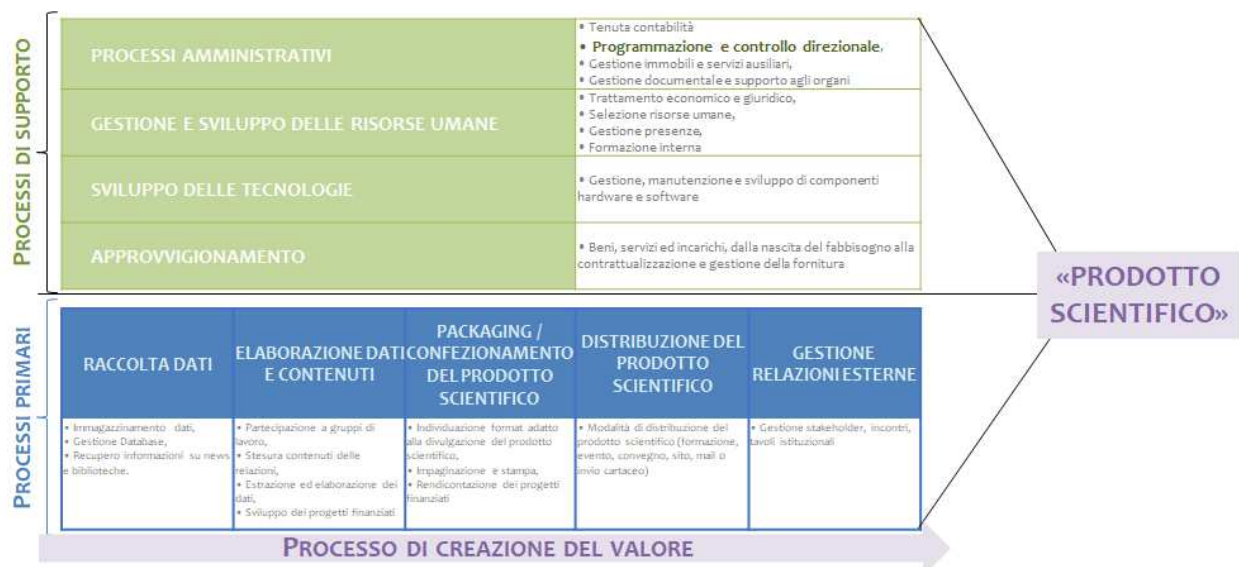 PROCESSI DI SUPPORTO
PROCESSI AMMINISTRATIVI
• Tenuta contabilità
• Programmazione e controllo direzionale,
• Gestione immobili e servizi ausiliari,
• Gestione documentale e supporto agli organi
GESTIONE E SVILUPPO DELLE RISORSE UMANE
• Trattamento economico e giuridico,
• Selezione risorse umane,
• Gestione presenze,
• Formazione interna
SVILUPPO DELLE TECNOLOGIE
• Gestione, manutenzione e sviluppo di componenti
hardware e software
APPROVVIGIONAMENTO
• Beni, servizi ed incarichi, dalla nascita del fabbisogno alla
contrattualizzazione e gestione della fornitura
«PRODOTTO
SCIENTIFICO»
PROCESSI PRIMARI
RACCOLTA DATI
• Immagazzinamento dati,
• Gestione Database,
• Recupero informazioni su news
e biblioteche.
ELABORAZIONE DATI
E CONTENUTI
• Partecipazione a gruppi di
lavoro,
• Stesura contenuti delle
relazioni,
• Estrazione ed elaborazione dei
dati,
• Sviluppo dei progetti finanziati
PACKAGING /
CONFEZIONAMENTO
DEL PRODOTTO
SCIENTIFICO
• Individuazione format adatto
alla divulgazione del prodotto
scientifico,
• Impaginazione e stampa,
• Rendicontazione dei progetti
finanziati
DISTRIBUZIONE DEL
PRODOTTO
SCIENTIFICO
• Modalità di distribuzione del
prodotto scientifico (formazione,
evento, convegno, sito, mail o
invio cartaceo)
GESTIONE
RELAZIONI ESTERNE
• Gestione stakeholder, incontri,
tavoli istituzionali
PROCESSO DI CREAZIONE DEL VALORE